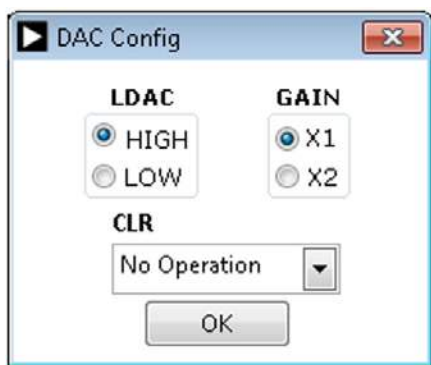 DAC Config
LDAC GAIN
HIGH X1
LOW X2
CLR
No Operation
OK